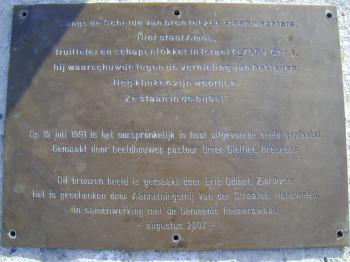 "Langs de Schelde van bron tot zee staan wachters.
Hier staat Amos,
fruitteler en schapenfokker in Israël (± 750 v. Chr.).
hij waarschuwde tegen de vernieling van het leven.
Nog klinken zijn woorden.
Ze staan in de bijbel"
Op 19 juli 1991 is het oorspronkelijk in hout uitgevoerde beeld geplaatst.
Gemaakt door beeldhouwer pastoor Omer Gielliet, Breskens.
Dit bronzen beeld is gemaakt door Eric Odinot, Zierikzee.
Het is geschonken door Aannemingsmij Van der Straaten, Hansweert,
in samenwerking met de Gemeente Reimerswaal.
- augustus 2007 -